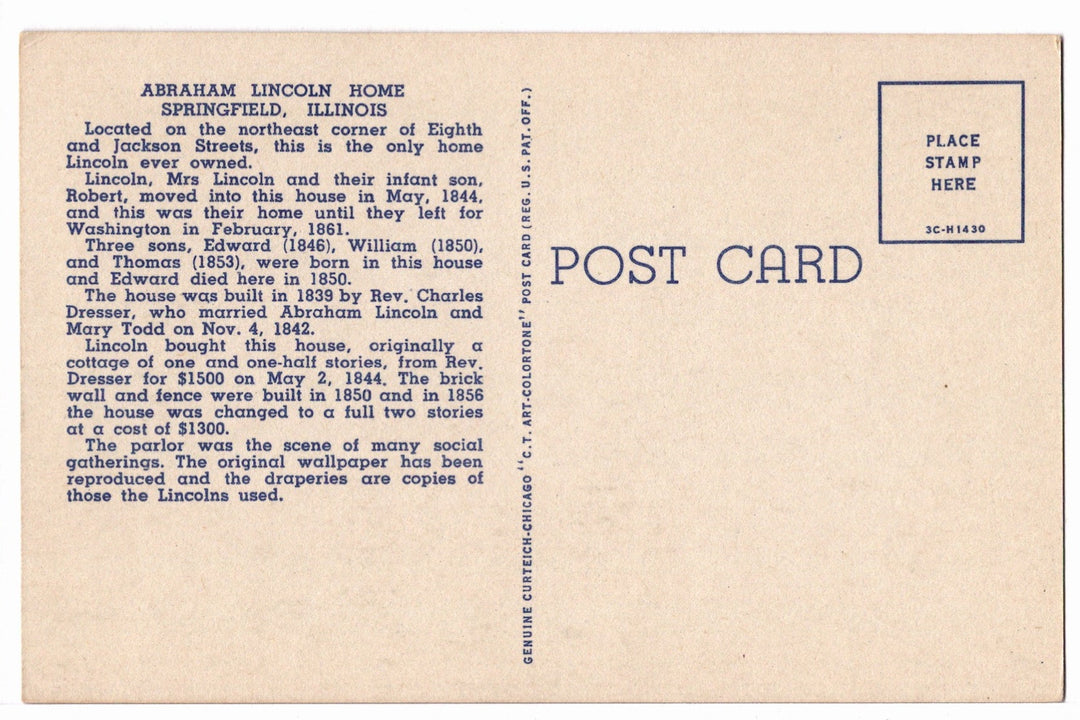 ABRAHAM LINCOLN HOME
SPRINGFIELD, ILLINOIS
Located on the northeast corner of Eighth
and Jackson Streets, this is the only home
Lincoln ever owned.
Lincoln, Mrs Lincoln and their infant son,
Robert, moved into this house in May, 1844,
and this was their home until they left for
Washington in February, 1861.
Three sons, Edward (1846), William (1850),
and Thomas (1853), were born in this house
and Edward died here in 1850.
The house was built in 1839 by Rev. Charles
Dresser, who married Abraham Lincoln and
Mary Todd on Nov. 4, 1842.
Lincoln bought this house, originally a
cottage of one and one-half stories, from Rev.
Dresser for $1500 on May 2, 1844. The brick
wall and fence were built in 1850 and in 1856
the house was changed to a full two stories
at a cost of $1300.
The parlor was the scene of many social
gatherings. The original wallpaper has been
reproduced and the draperies are copies of
those the Lincolns used.
GENUINE CURTEICH-CHICAGO "C.T. ART-COLORTONE" POST CARD (REG. U.S. PAT. OFF.)
POST CARD
PLACE
STAMP
HERE
3C-H1430